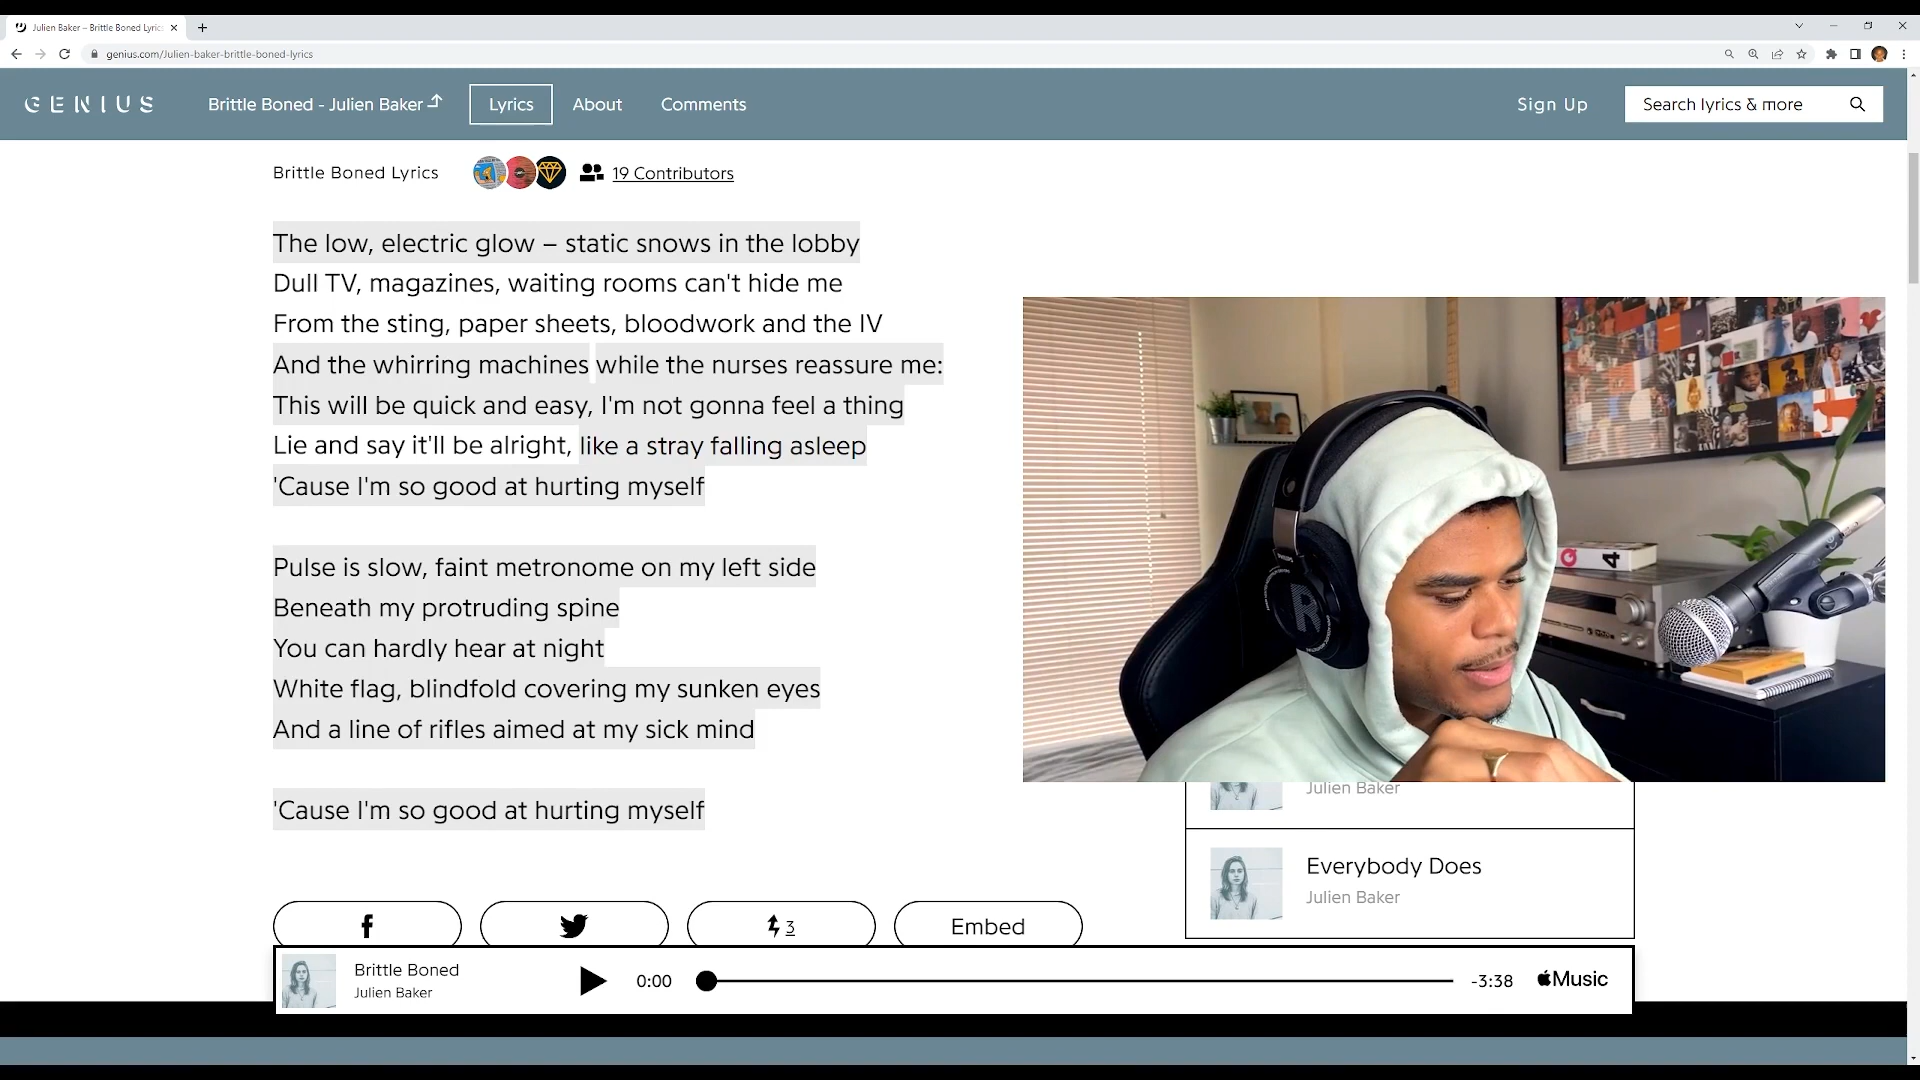 Julien Baker – Brittle Boned Lyric
genius.com/Julien-baker-brittle-boned-lyrics
GENIUS
Brittle Boned - Julien Baker
Lyrics
About
Comments
Sign Up
Search lyrics & more
Brittle Boned Lyrics
19 Contributors
The low, electric glow – static snows in the lobby
Dull TV, magazines, waiting rooms can't hide me
From the sting, paper sheets, bloodwork and the IV
And the whirring machines while the nurses reassure me:
This will be quick and easy, I'm not gonna feel a thing
Lie and say it'll be alright, like a stray falling asleep
'Cause I'm so good at hurting myself
Pulse is slow, faint metronome on my left side
Beneath my protruding spine
You can hardly hear at night
White flag, blindfold covering my sunken eyes
And a line of rifles aimed at my sick mind
'Cause I'm so good at hurting myself
R
4
Julien Baker
Everybody Does
Julien Baker
3
Embed
Brittle Boned
Julien Baker
0:00
-3:38
Music